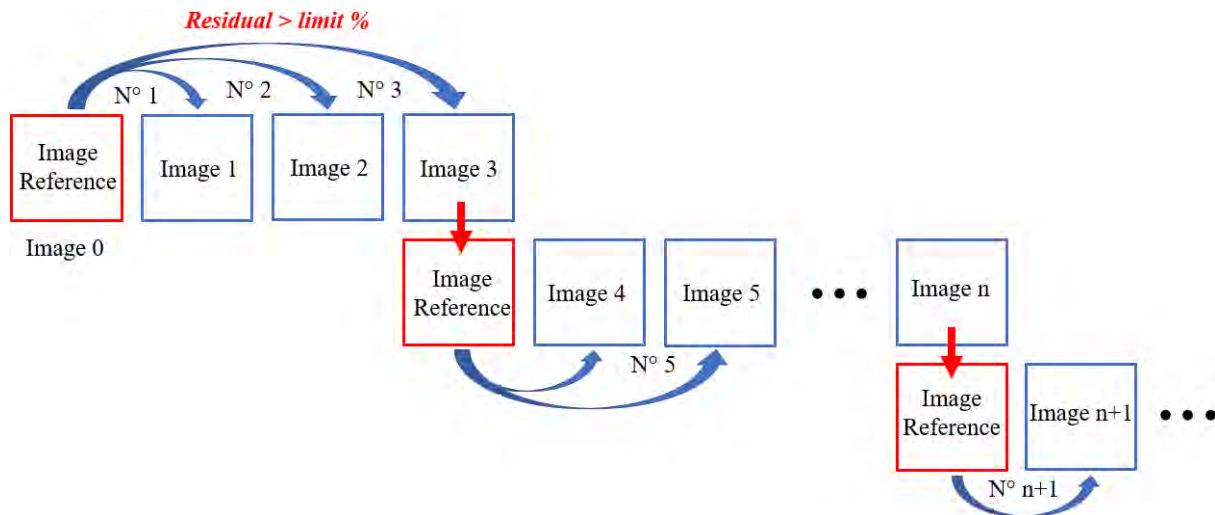 Residual > limit %
N° 1
N° 2
N° 3
Image
Reference
Image 1
Image 2
Image 3
Image 0
Image
Reference
Image 4
Image 5
Image n
N° 5
Image
Reference
Image n+1
N° n+1